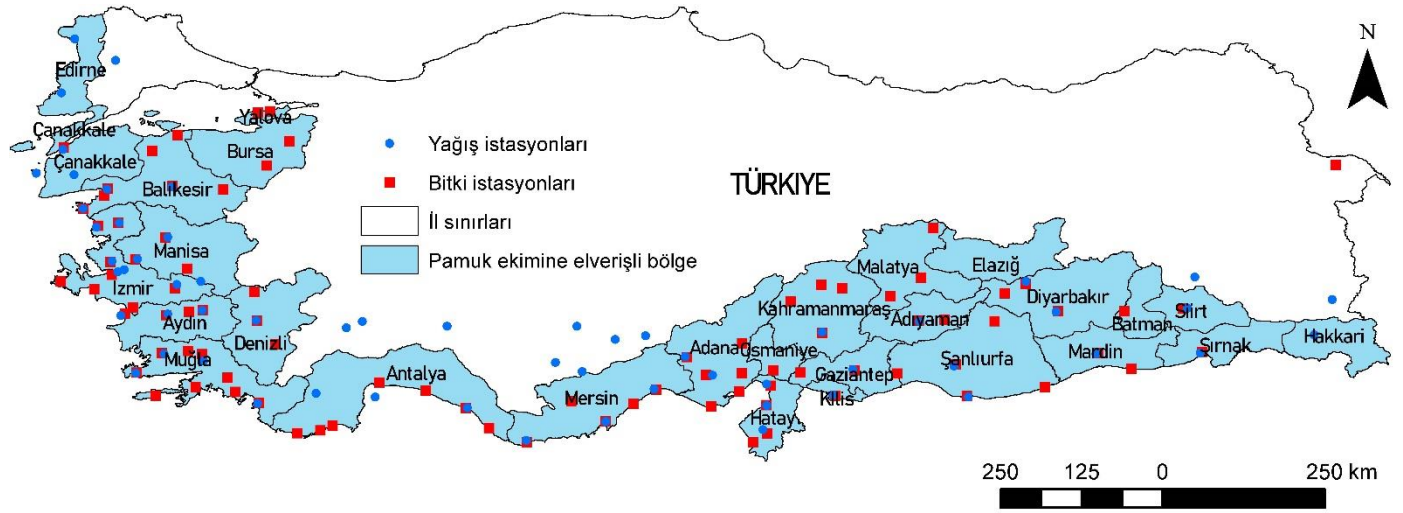 N
Edirne
Yalova
Çanakkale
Çanakkale
Bursa
Balıkesir
Yağış istasyonları
Bitki istasyonları
İl sınırları
Pamuk ekimine elverişli bölge
TÜRKIYE
Manisa
İzmir
Aydın
Denizli
Muğla
Antalya
Mersin
Adana
Osmaniye
Kahramanmaraş
Malatya
Elazığ
Adıyaman
Diyarbakır
Batman
Siirt
Şırnak
Hakkari
Mardin
Şanlıurfa
Gaziantep
Kilis
Hatay
250 125 0 250 km